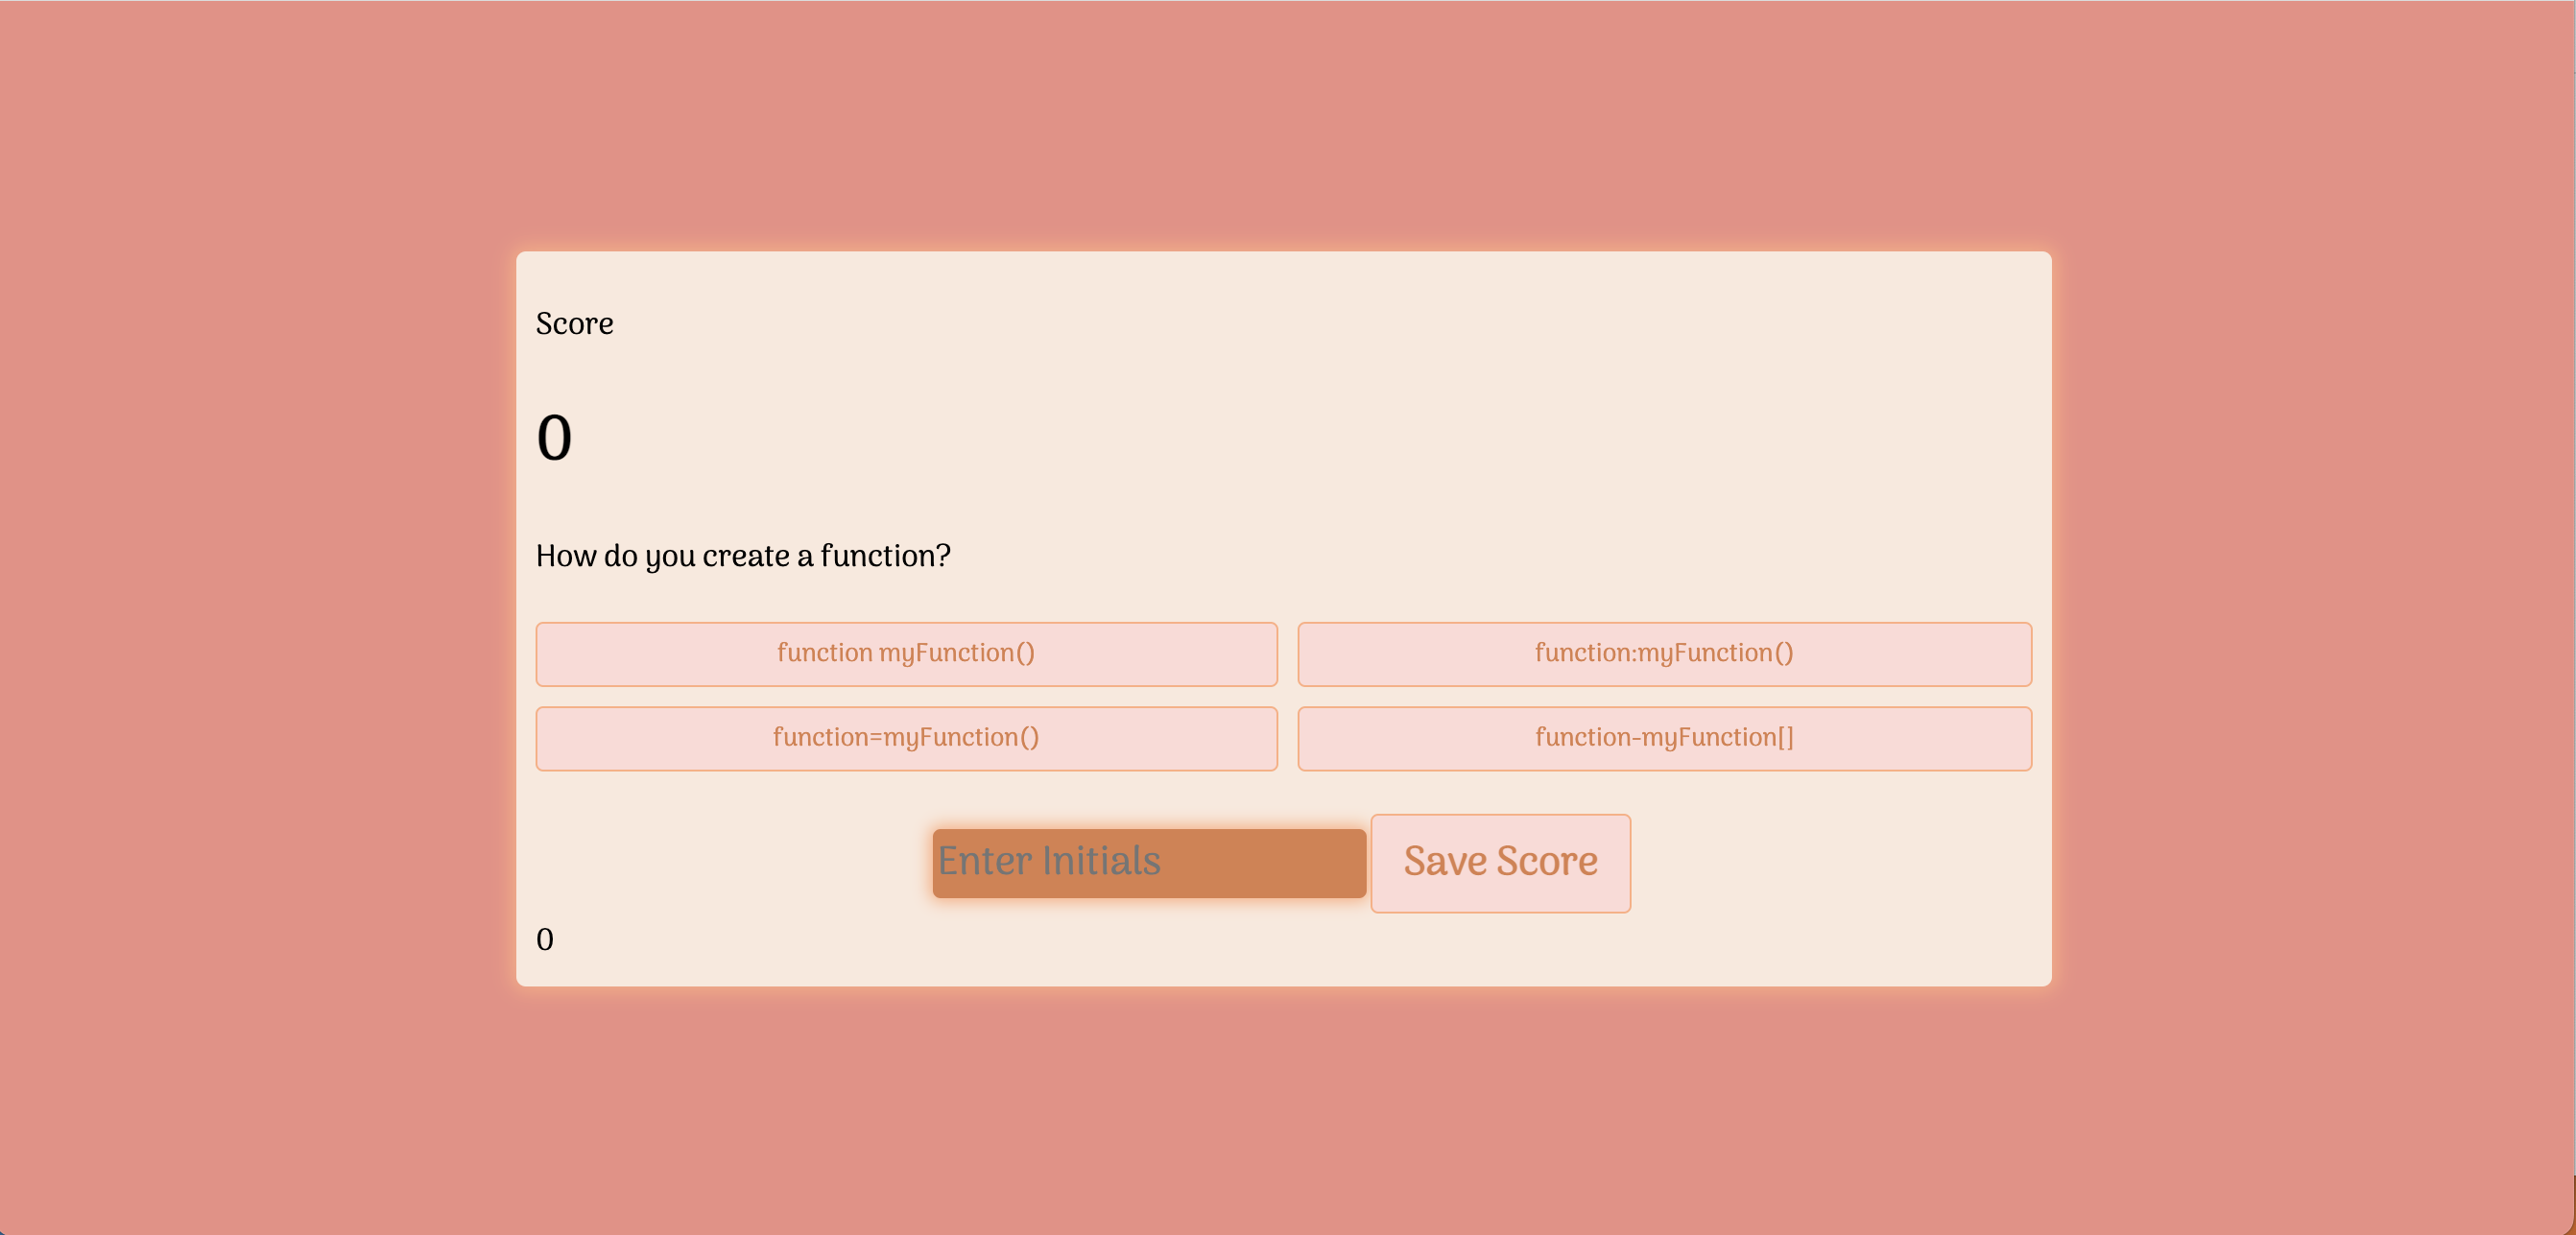 Score
0
How do you create a function?
function myFunction()
function:myFunction()
function=myFunction()
function-myFunction[]
Enter Initials
Save Score
0